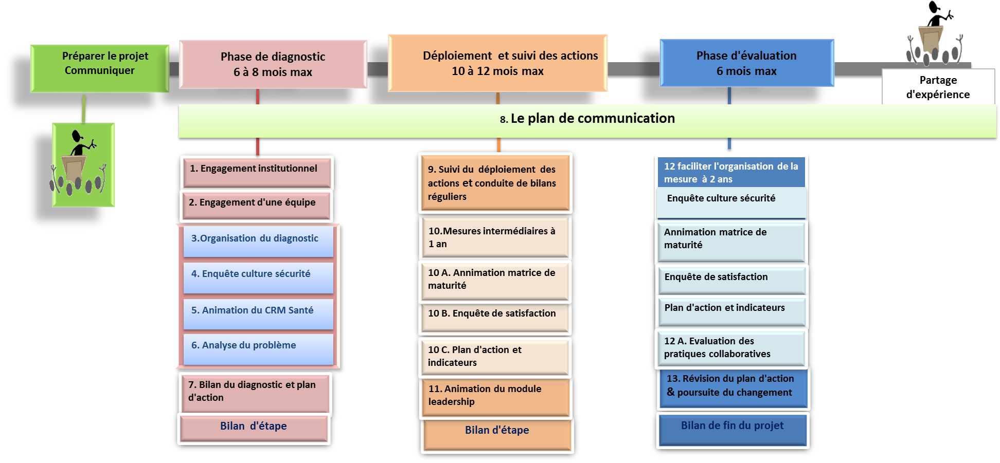 Préparer le projet
Communiquer
Phase de diagnostic
6 à 8 mois max
Déploiement et suivi des actions
10 à 12 mois max
Phase d'évaluation
6 mois max
Partage
d'expérience
8. Le plan de communication
1. Engagement institutionnel
2. Engagement d'une équipe
3.Organisation du diagnostic
4. Enquête culture sécurité
5. Animation du CRM Santé
6. Analyse du problème
7. Bilan du diagnostic et plan
d'action
Bilan d'étape
9. Suivi du déploiement des
actions et conduite de bilans
réguliers
10.Mesures intermédiaires à
1 an
10 A. Annimation matrice de
maturité
10 B. Enquête de satisfaction
10 C. Plan d'action et
indicateurs
11. Animation du module
leadership
Bilan d'étape
12 faciliter l'organisation de la
mesure à 2 ans
Enquête culture sécurité
Annimation matrice de
maturité
Enquête de satisfaction
Plan d'action et indicateurs
12 A. Evaluation des
pratiques collaboratives
13. Révision du plan d'action
& poursuite du changement
Bilan de fin du projet